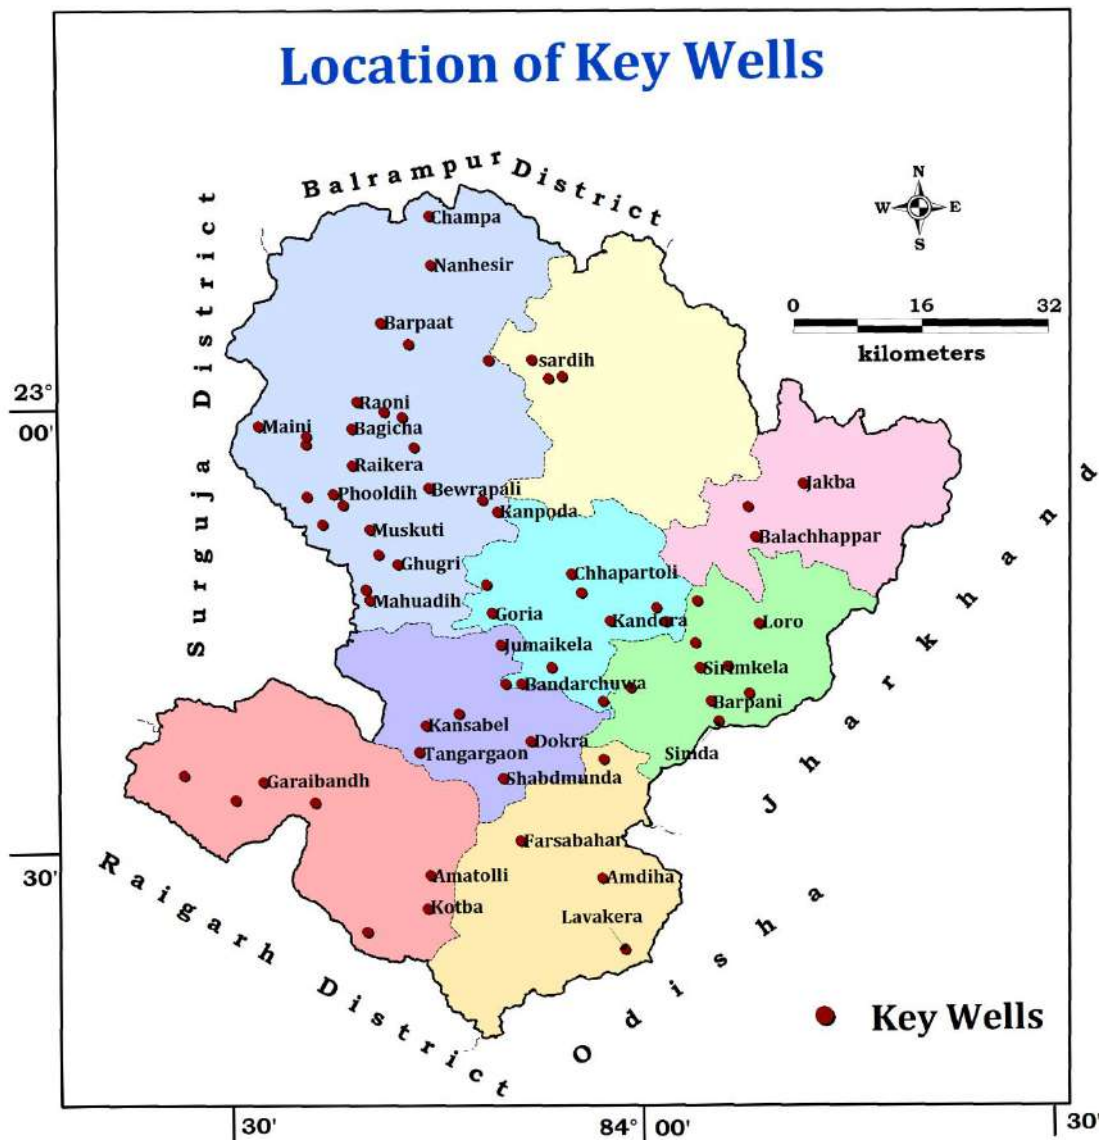 Location of Key Wells
Balrampur District
Surguja District
N
W E
S
0 16 32
kilometers
Champa
Nanhesir
Barpaat
sardih
23°
00'
Raoni
Maini
Bagicha
Raikera
Jakba
Phooldih
Bewrapali
Kanpoda
Muskuti
Balachhappar
Ghugri
Chhapartoli
Mahuadih
Goria
Kandora
Loro
Jumaikela
Sirimkela
Bandarchuwa
Barpani
Kansabel
Dokra
Tangargaon
Simda
Shabdmunda
Garaibandh
Jharkhand
Farsabahar
30'
Amatolli
Amdiha
Kotba
Lavakera
Raigarh District
Odisha
Key Wells
30'
84° 00'
30'